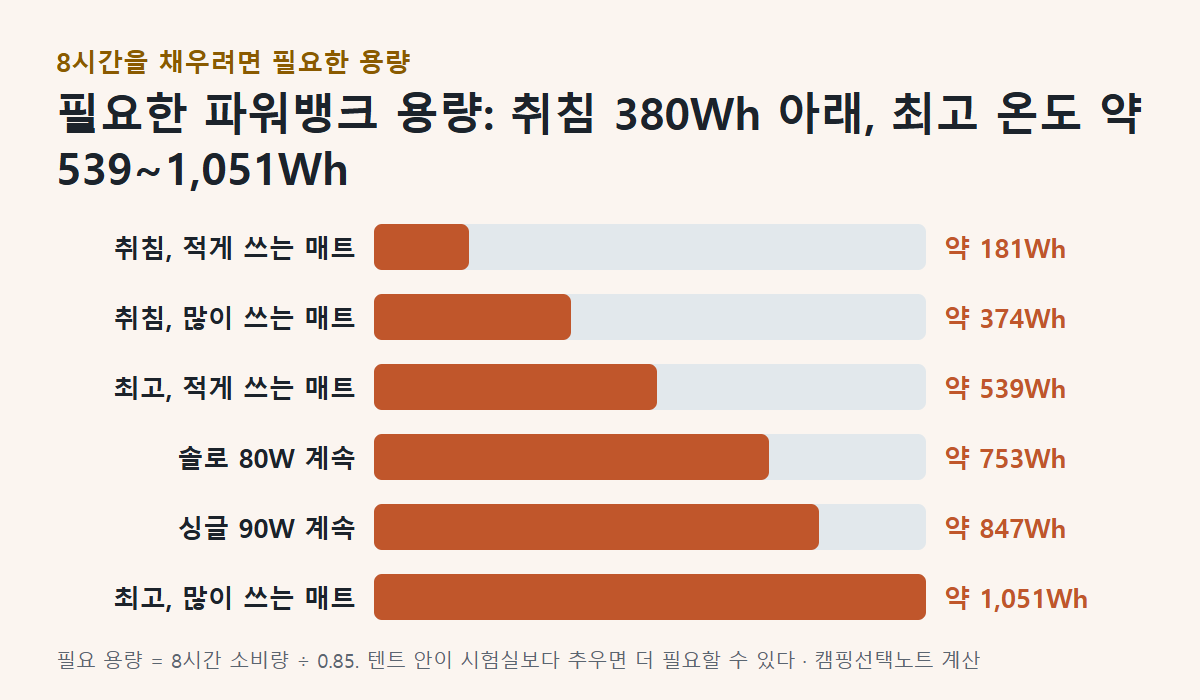 8시간을 채우려면 필요한 용량
필요한 파워뱅크 용량: 취침 380Wh 아래, 최고 온도 약
539~1,051Wh
취침, 적게 쓰는 매트 약 181Wh
취침, 많이 쓰는 매트 약 374Wh
최고, 적게 쓰는 매트 약 539Wh
솔로 80W 계속 약 753Wh
싱글 90W 계속 약 847Wh
최고, 많이 쓰는 매트 약 1,051Wh
필요 용량 = 8시간 소비량 ÷ 0.85. 텐트 안이 시험실보다 추우면 더 필요할 수 있다 · 캠핑선택노트 계산